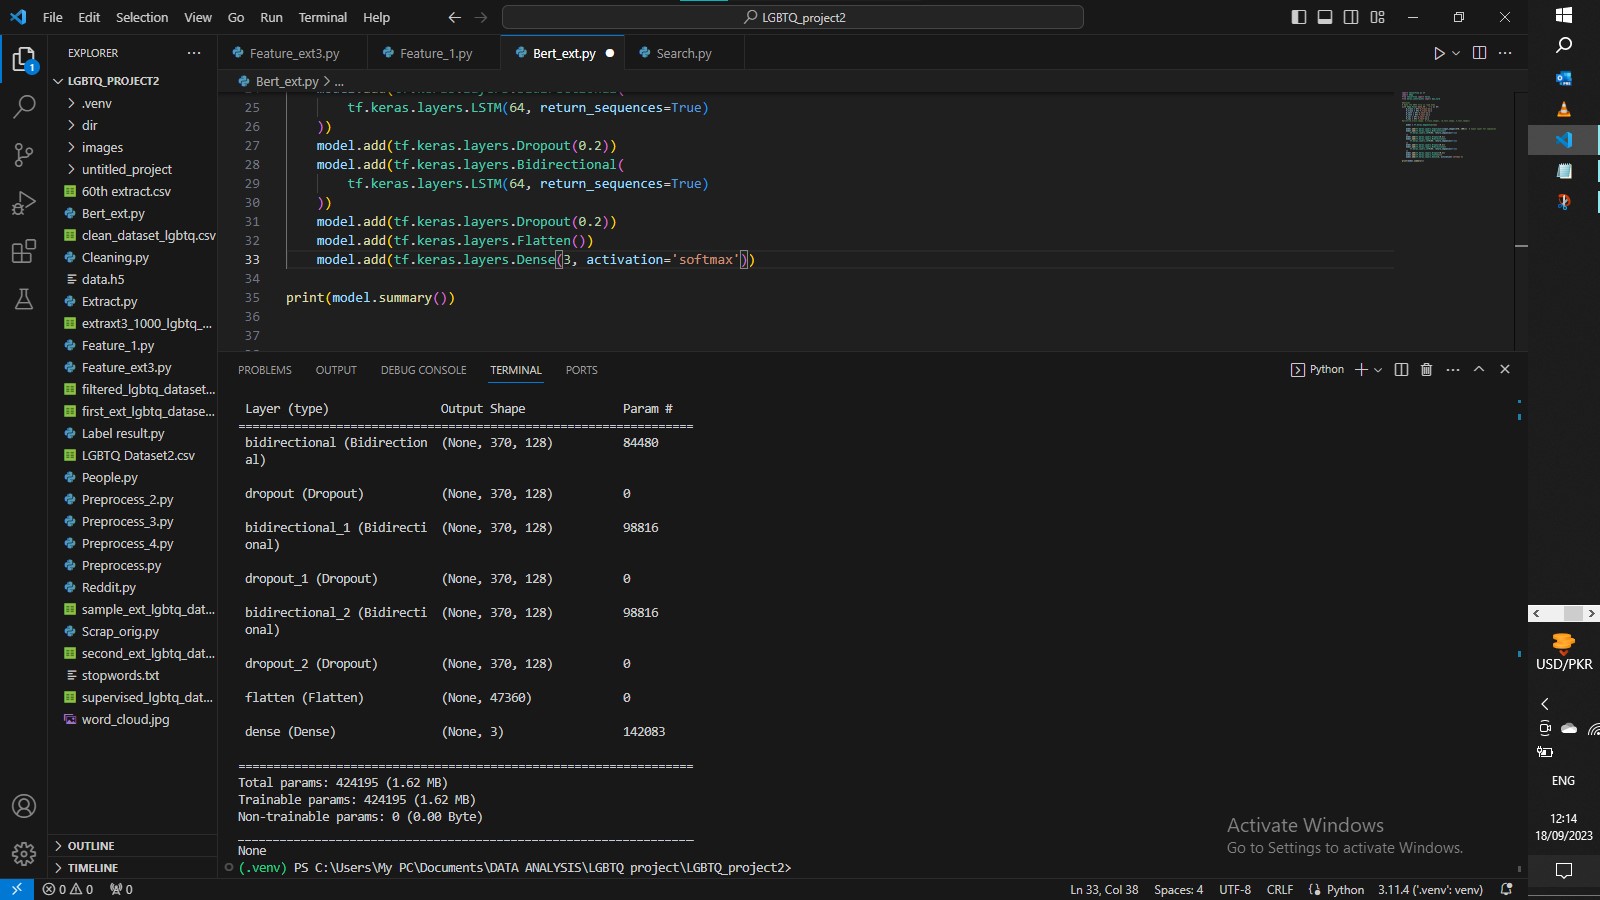 File Edit Selection View Go Run Terminal Help
LGBTQ_project2
EXPLORER
LGBTQ_PROJECT2
.venv
dir
images
untitled_project
60th extract.csv
Bert_ext.py
clean_dataset_lgbtq.csv
Cleaning.py
data.h5
Extract.py
extraxt3_1000_lgbtq_...
Feature_1.py
Feature_ext3.py
filtered_lgbtq_dataset...
first_ext_lgbtq_datase...
Label result.py
LGBTQ Dataset2.csv
People.py
Preprocess_2.py
Preprocess_3.py
Preprocess_4.py
Preprocess.py
Reddit.py
sample_ext_lgbtq_dat...
Scrap_orig.py
second_ext_lgbtq_dat...
stopwords.txt
supervised_lgbtq_dat...
word_cloud.jpg
OUTLINE
TIMELINE
Feature_ext3.py Feature_1.py Bert_ext.py Search.py
Bert_ext.py > ...
25 tf.keras.layers.LSTM(64, return_sequences=True)
26 ))
27 model.add(tf.keras.layers.Dropout(0.2))
28 model.add(tf.keras.layers.Bidirectional(
29 tf.keras.layers.LSTM(64, return_sequences=True)
30 ))
31 model.add(tf.keras.layers.Dropout(0.2))
32 model.add(tf.keras.layers.Flatten())
33 model.add(tf.keras.layers.Dense(3, activation='softmax'))
34
35 print(model.summary())
36
37
PROBLEMS OUTPUT DEBUG CONSOLE TERMINAL PORTS
Python
Layer (type) Output Shape Param #
=================================================================
bidirectional (Bidirection (None, 370, 128) 84480
al)
dropout (Dropout) (None, 370, 128) 0
bidirectional_1 (Bidirecti (None, 370, 128) 98816
onal)
dropout_1 (Dropout) (None, 370, 128) 0
bidirectional_2 (Bidirecti (None, 370, 128) 98816
onal)
dropout_2 (Dropout) (None, 370, 128) 0
flatten (Flatten) (None, 47360) 0
dense (Dense) (None, 3) 142083
=================================================================
Total params: 424195 (1.62 MB)
Trainable params: 424195 (1.62 MB)
Non-trainable params: 0 (0.00 Byte)
_________________________________________________________________
None
(.venv) PS C:\Users\My PC\Documents\DATA ANALYSIS\LGBTQ project\LGBTQ_project2>
Activate Windows
Go to Settings to activate Windows.
0 0 0
Ln 33, Col 38 Spaces: 4 UTF-8 CRLF Python 3.11.4 ('.venv': venv)
1
USD/PKR
ENG
12:14
18/09/2023